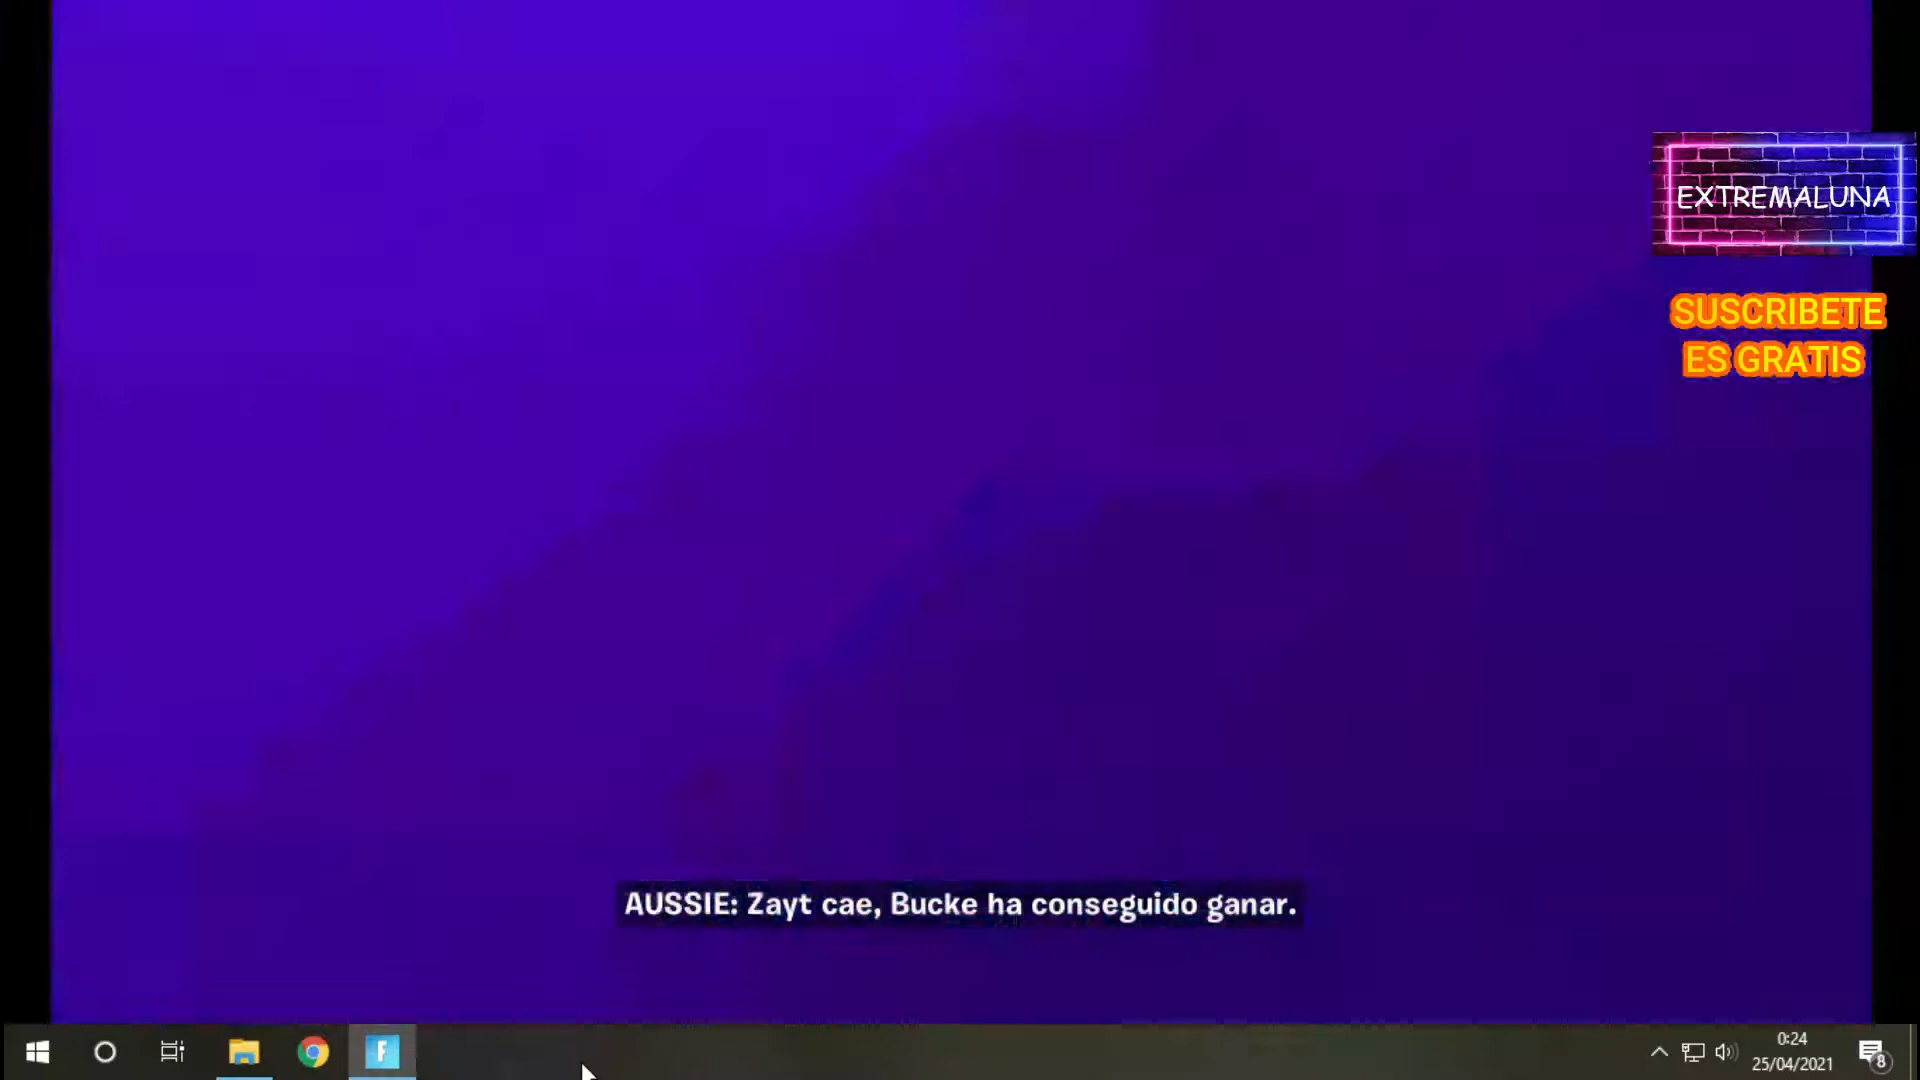 EXTREMALUNA
SUSCRIBETE
ES GRATIS
AUSSIE: Zayt cae, Bucke ha conseguido ganar.
F
0:24
25/04/2021
8